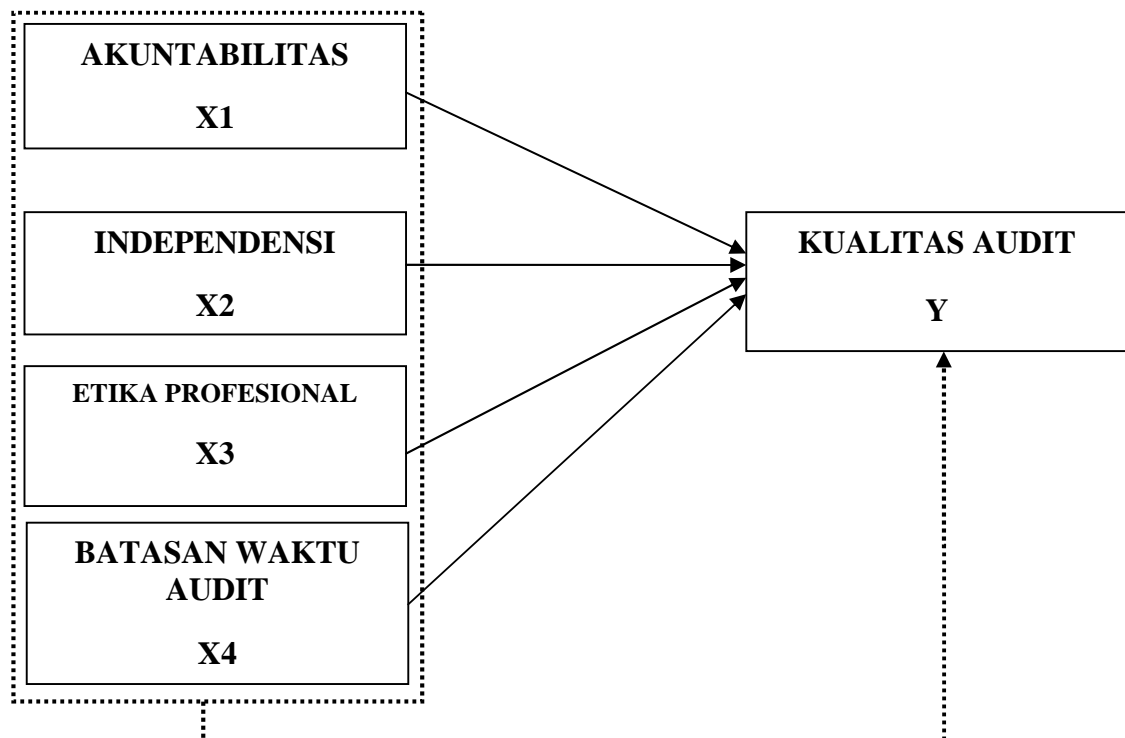 AKUNTABILITAS
X1
INDEPENDENSI
X2
ETIKA PROFESIONAL
X3
BATASAN WAKTU
AUDIT
X4
KUALITAS AUDIT
Y